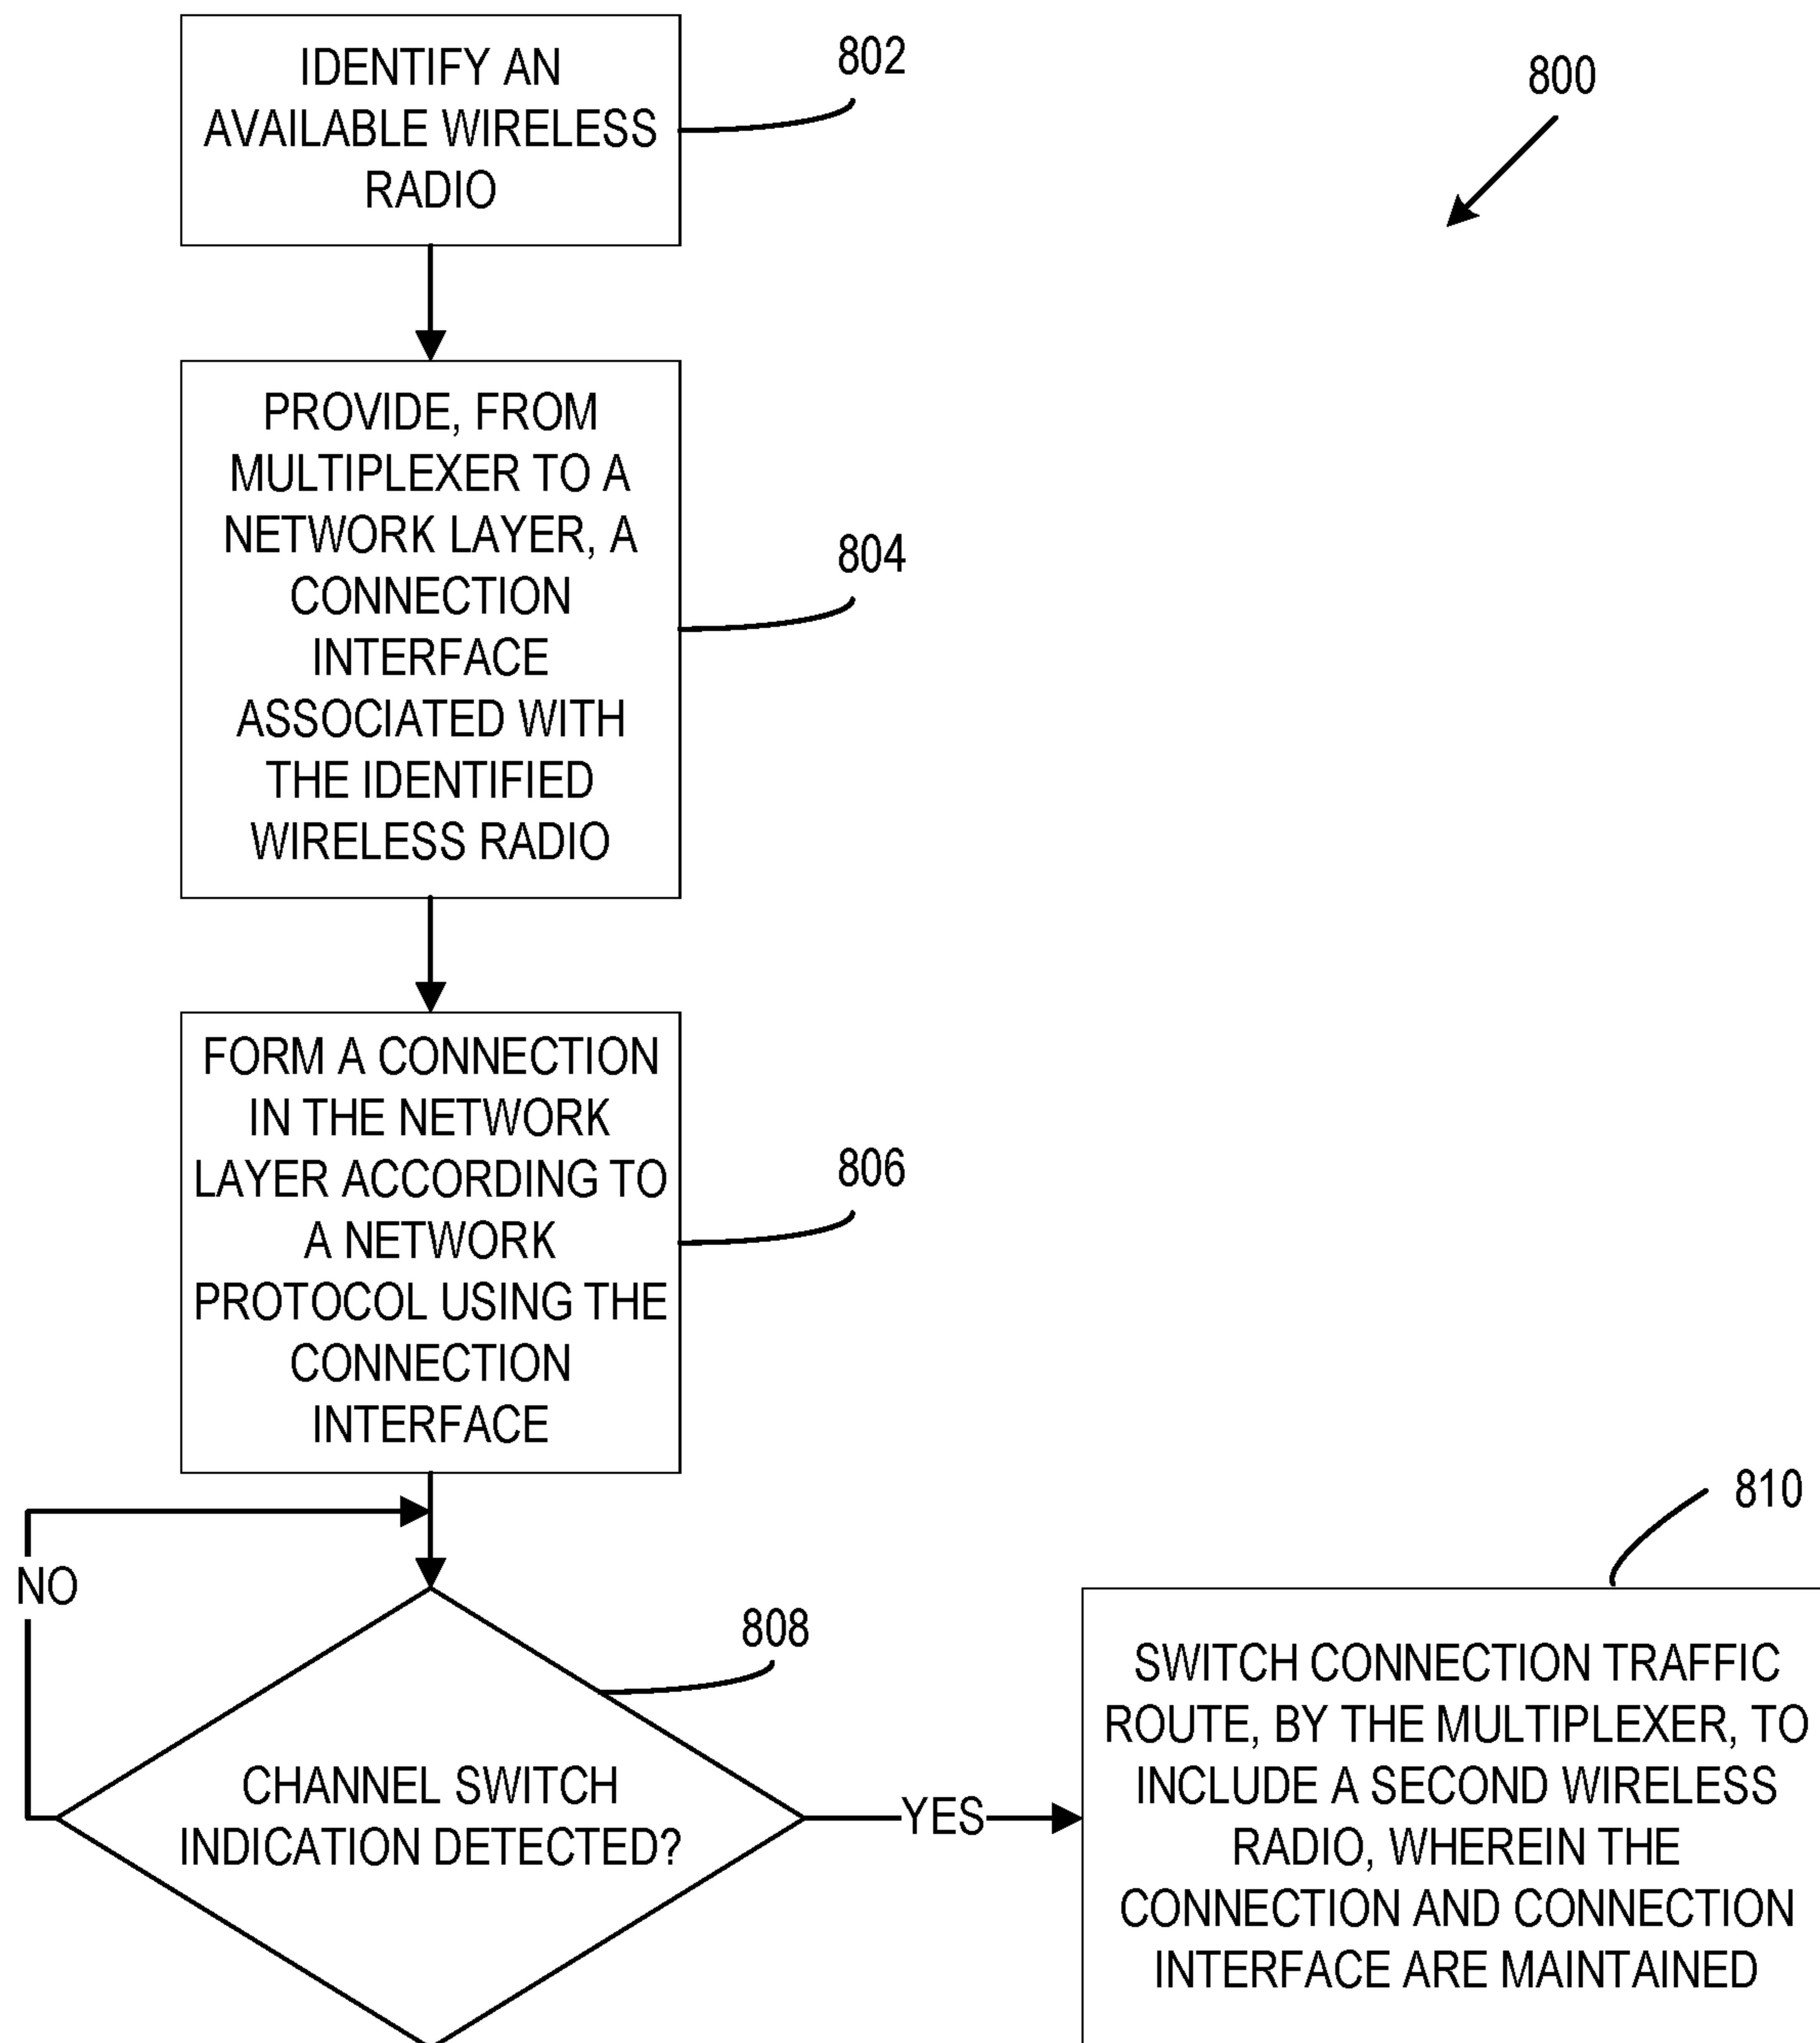 IDENTIFY AN
AVAILABLE WIRELESS
RADIO
802
800
PROVIDE, FROM
MULTIPLEXER TO A
NETWORK LAYER, A
CONNECTION
INTERFACE
ASSOCIATED WITH
THE IDENTIFIED
WIRELESS RADIO
804
FORM A CONNECTION
IN THE NETWORK
LAYER ACCORDING TO
A NETWORK
PROTOCOL USING THE
CONNECTION
INTERFACE
806
NO
CHANNEL SWITCH
INDICATION DETECTED?
808
YES
810
SWITCH CONNECTION TRAFFIC
ROUTE, BY THE MULTIPLEXER, TO
INCLUDE A SECOND WIRELESS
RADIO, WHEREIN THE
CONNECTION AND CONNECTION
INTERFACE ARE MAINTAINED